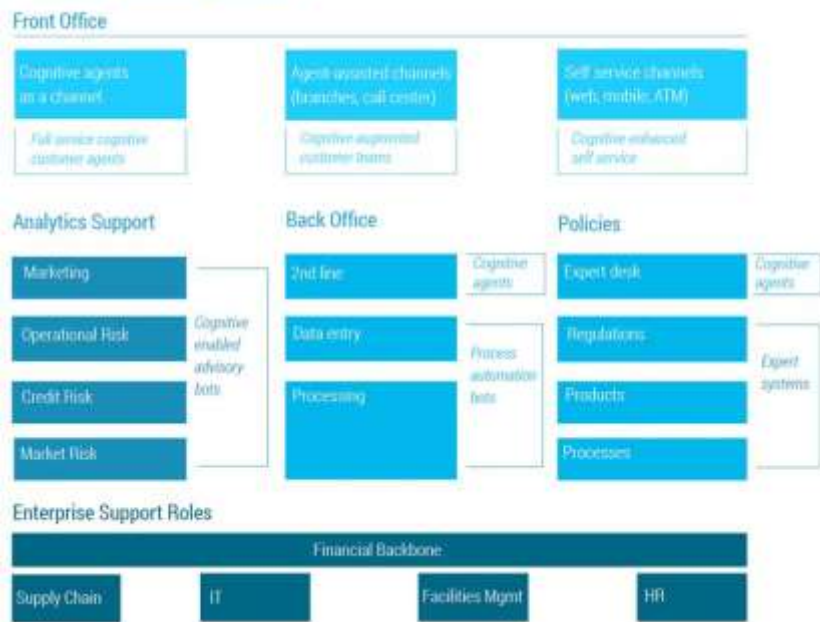 Front Office
Cognitive agents
as a channel
Agent-assisted channels
(branches, call center)
Self service channels
(web, mobile, ATM)
Full service cognitive
customer agents
Cognitive augmented
customer teams
Cognitive enhanced
self service
Analytics Support
Marketing
Operational Risk
Credit Risk
Market Risk
Cognitive
enabled
advisory
bots
Back Office
2nd line
Data entry
Processing
Cognitive
agents
Process
automation
bots
Policies
Expert desk
Regulations
Products
Processes
Cognitive
agents
Expert
systems
Enterprise Support Roles
Financial Backbone
Supply Chain
IT
Facilities Mgmt
HR